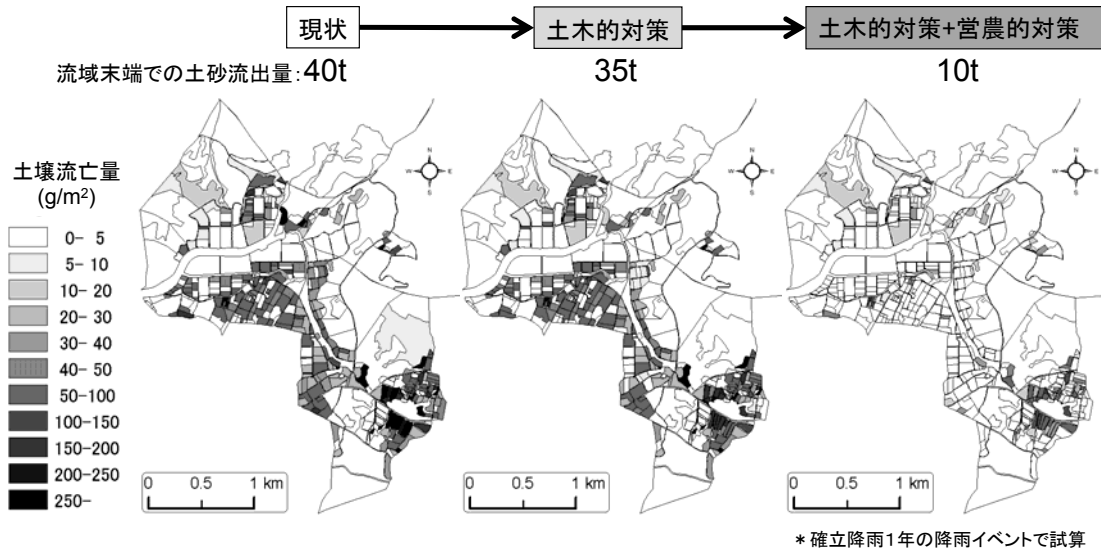 現状
土木的対策
土木的対策+営農的対策
流域末端での土砂流出量:40t
35t
10t
土壌流亡量
(g/m²)
0- 5
5- 10
10- 20
20- 30
30- 40
40- 50
50-100
100-150
150-200
200-250
250-
N
W
E
S
N
W
E
S
N
W
E
S
0 0.5 1 km
0 0.5 1 km
0 0.5 1 km
* 確立降雨1年の降雨イベントで試算